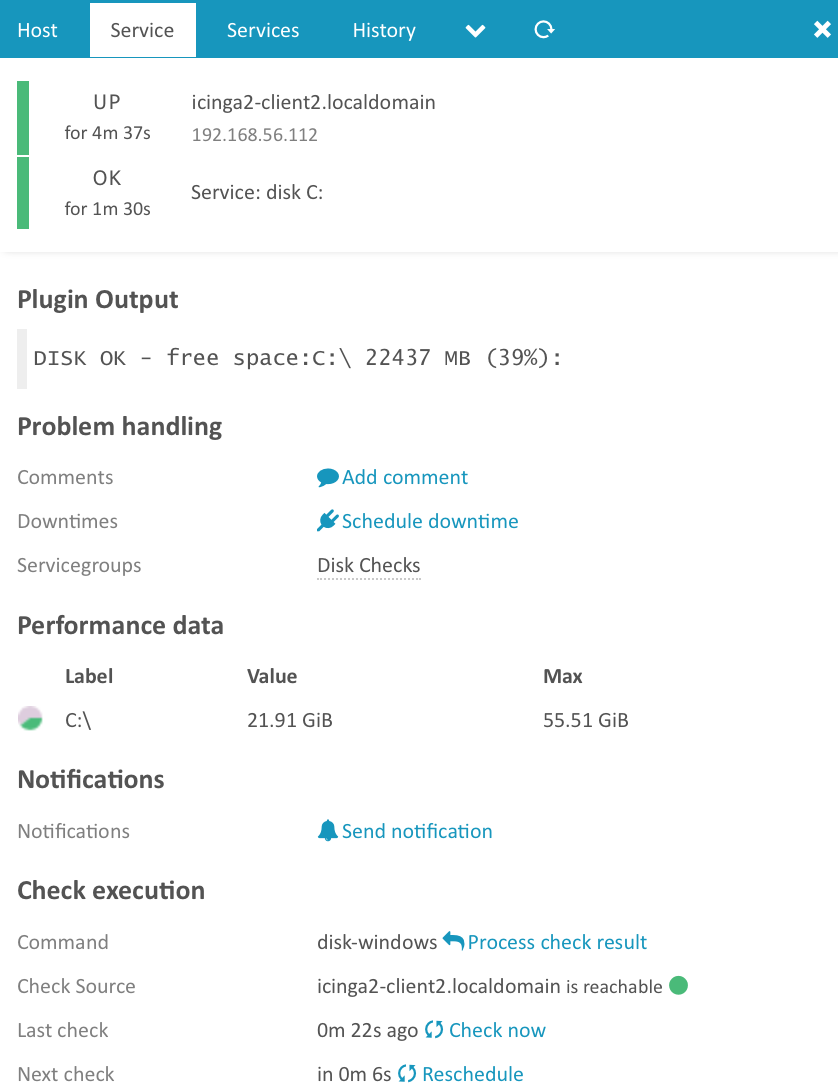 Host Service Services History
UP icinga2-client2.localdomain
for 4m 37s 192.168.56.112
OK
for 1m 30s Service: disk C:
Plugin Output
DISK OK - free space:C:\ 22437 MB (39%):
Problem handling
Comments Add comment
Downtimes Schedule downtime
Servicegroups Disk Checks
Performance data
Label Value Max
C:\ 21.91 GiB 55.51 GiB
Notifications
Notifications Send notification
Check execution
Command disk-windows Process check result
Check Source icinga2-client2.localdomain is reachable
Last check 0m 22s ago Check now
Next check in 0m 6s Reschedule